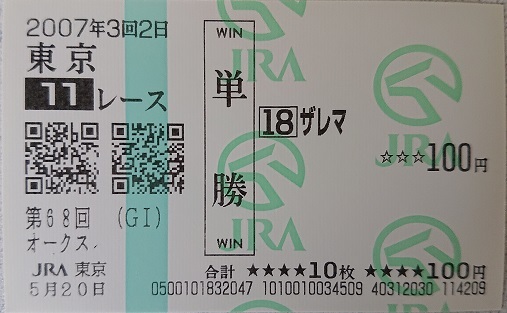 2007年3回2日
東京
11レース
第68回 (GI)
オークス
JRA 東京
5月20日
WIN
単勝
WIN
18ザレマ
☆☆☆100円
合計 ★★★★10枚 ★★★★100円
0500101832047 1010010034509 40312030 114209
JRA
JRA
JRA